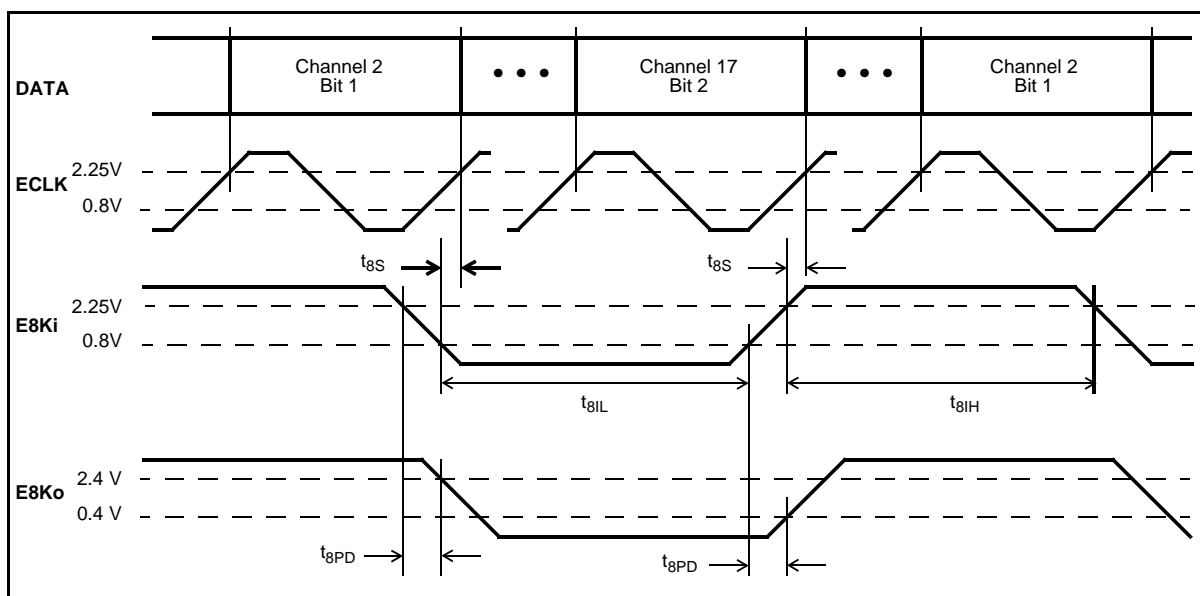 DATA
Channel 2
Bit 1
• • •
Channel 17
Bit 2
• • •
Channel 2
Bit 1
ECLK
2.25V
0.8V
t8S
t8S
E8Ki
2.25V
0.8V
t8IL
t8IH
E8Ko
2.4 V
0.4 V
t8PD
t8PD